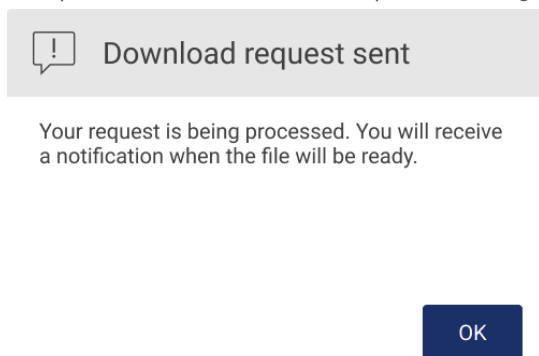 Download request sent
Your request is being processed. You will receive
a notification when the file will be ready.
OK